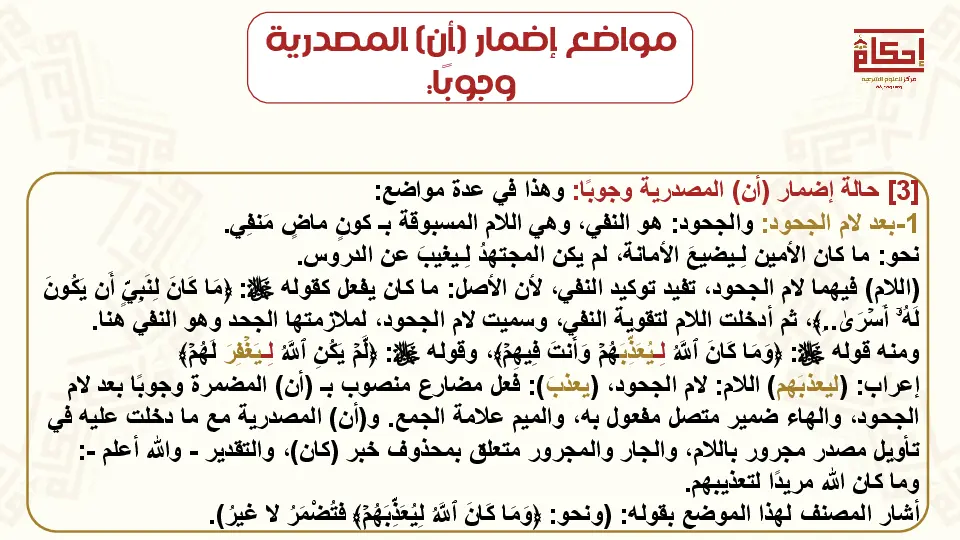 مواضع إضمار (أن) المصدرية
وجوبًا:
إحكام
مركز للعلوم الشرعية
[3] حالة إضمار (أن) المصدرية وجوبًا: وهذا في عدة مواضع:
1-بعد لام الجحود: والجحود: هو النفي، وهي اللام المسبوقة بـ كونٍ ماضٍ مَنفِي.
نحو: ما كان الأمين لِـيضيعَ الأمانة، لم يكن المجتهدُ لِـيغيبَ عن الدروس.
(اللام) فيهما لام الجحود، تفيد توكيد النفي، لأن الأصل: ما كان يفعل كقوله ﷻ: ﴿مَا كَانَ لِنَبِيٍّ أَن يَكُونَ
لَهُۥٓ أَسۡرَىٰ..﴾، ثم أدخلت اللام لتقوية النفي، وسميت لام الجحود، لملازمتها الجحد وهو النفي هنا.
ومنه قوله ﷻ: ﴿وَمَا كَانَ ٱللَّهُ لِـيُعَذِّبَهُمۡ وَأَنتَ فِيهِمۡ﴾، وقوله ﷻ: ﴿لَّمۡ يَكُنِ ٱللَّهُ لِـيَغۡفِرَ لَهُمۡ﴾
إعراب: (ليعذبَهم) اللام: لام الجحود، (يعذبَ): فعل مضارع منصوب بـ (أن) المضمرة وجوبًا بعد لام
الجحود، والهاء ضمير متصل مفعول به، والميم علامة الجمع. و(أن) المصدرية مع ما دخلت عليه في
تأويل مصدر مجرور باللام، والجار والمجرور متعلق بمحذوف خبر (كان)، والتقدير - والله أعلم -:
وما كان الله مريدًا لتعذيبهم.
أشار المصنف لهذا الموضع بقوله: (ونحو: ﴿وَمَا كَانَ ٱللَّهُ لِيُعَذِّبَهُمۡ﴾ فَتُضْمَرُ لا غيرُ).